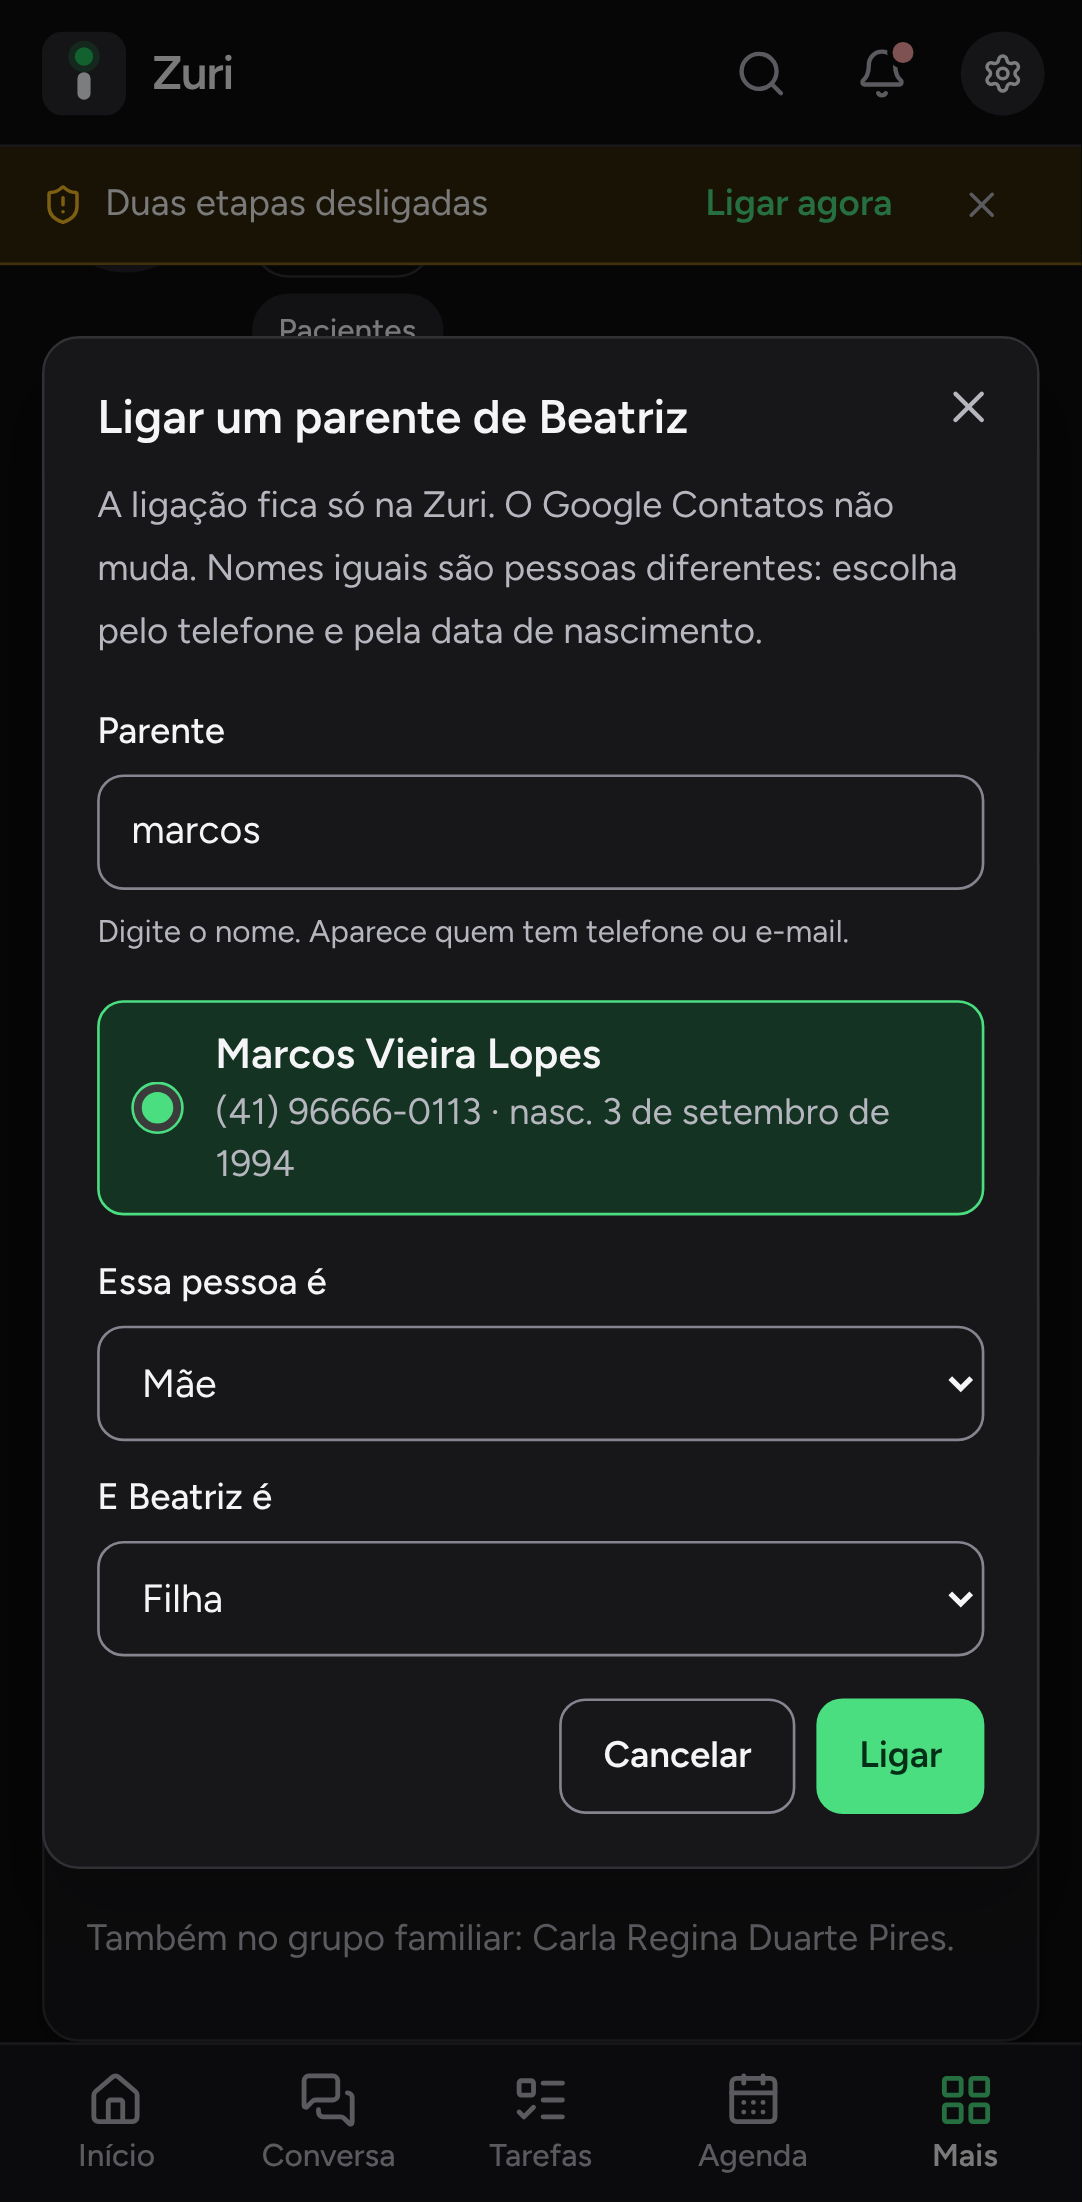 Zuri
Duas etapas desligadas
Ligar agora
Pacientes
Ligar um parente de Beatriz
A ligação fica só na Zuri. O Google Contatos não
muda. Nomes iguais são pessoas diferentes: escolha
pelo telefone e pela data de nascimento.
Parente
marcos
Digite o nome. Aparece quem tem telefone ou e-mail.
Marcos Vieira Lopes
(41) 96666-0113 · nasc. 3 de setembro de
1994
Essa pessoa é
Mãe
E Beatriz é
Filha
Cancelar
Ligar
Também no grupo familiar: Carla Regina Duarte Pires.
Início
Conversa
Tarefas
Agenda
Mais